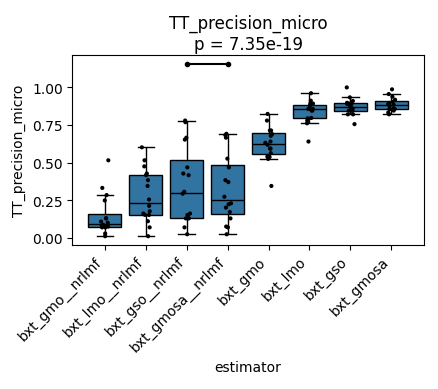 TT_precision_micro
p = 7.35e-19
TT_precision_micro
1.00
0.75
0.50
0.25
0.00
bxt_gmo__nrlmf
bxt_lmo__nrlmf
bxt_gso__nrlmf
bxt_gmosa__nrlmf
bxt_gmo
bxt_lmo
bxt_gso
bxt_gmosa
estimator